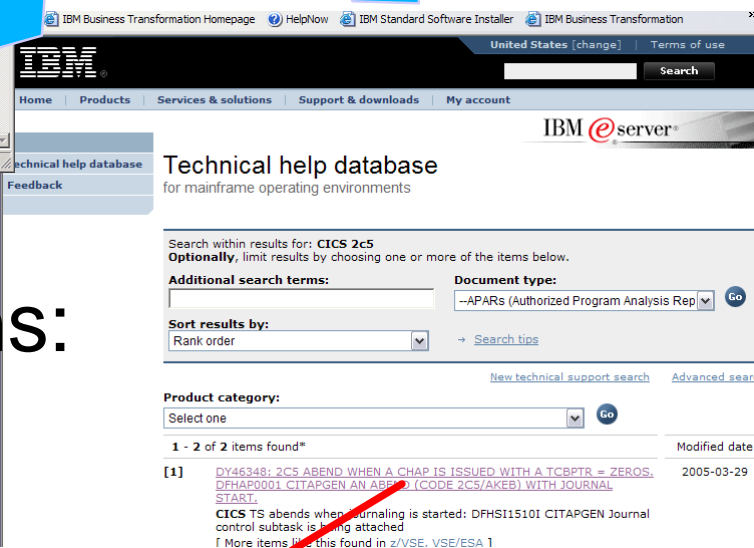 IBM Business Transformation Homepage HelpNow IBM Standard Software Installer IBM Business Transformation
United States [change] | Terms of use
IBM®
Search
Home | Products | Services & solutions | Support & downloads | My account
IBM @server®
echnical help database
Feedback
Technical help database
for mainframe operating environments
Search within results for: CICS 2c5
Optionally, limit results by choosing one or more of the items below.
Additional search terms:
Document type:
--APARs (Authorized Program Analysis Rep
Go
s:
Sort results by:
Rank order
→ Search tips
New technical support search Advanced sear
Product category:
Select one
Go
1 - 2 of 2 items found*
Modified date
[1] DY46348: 2C5 ABEND WHEN A CHAP IS ISSUED WITH A TCBPTR = ZEROS. 2005-03-29
DFHAP0001 CITAPGEN AN ABEND (CODE 2C5/AKEB) WITH JOURNAL
START.
CICS TS abends when journaling is started: DFHSI1510I CITAPGEN Journal
control subtask is being attached
[ More items like this found in z/VSE, VSE/ESA ]